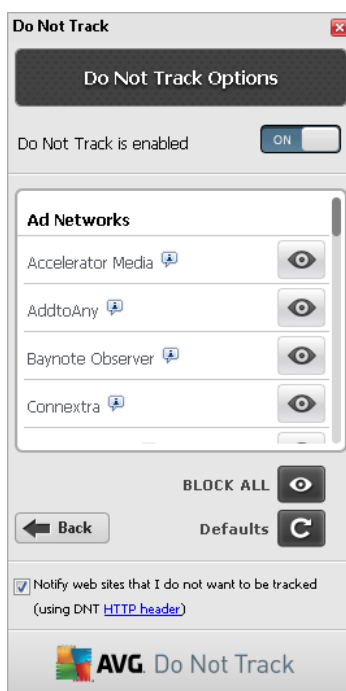 Do Not Track
Do Not Track Options
Do Not Track is enabled
ON
Ad Networks
Accelerator Media
AddtoAny
Baynote Observer
Connextra
BLOCK ALL
Back
Defaults
Notify web sites that I do not want to be tracked
(using DNT HTTP header)
AVG. Do Not Track